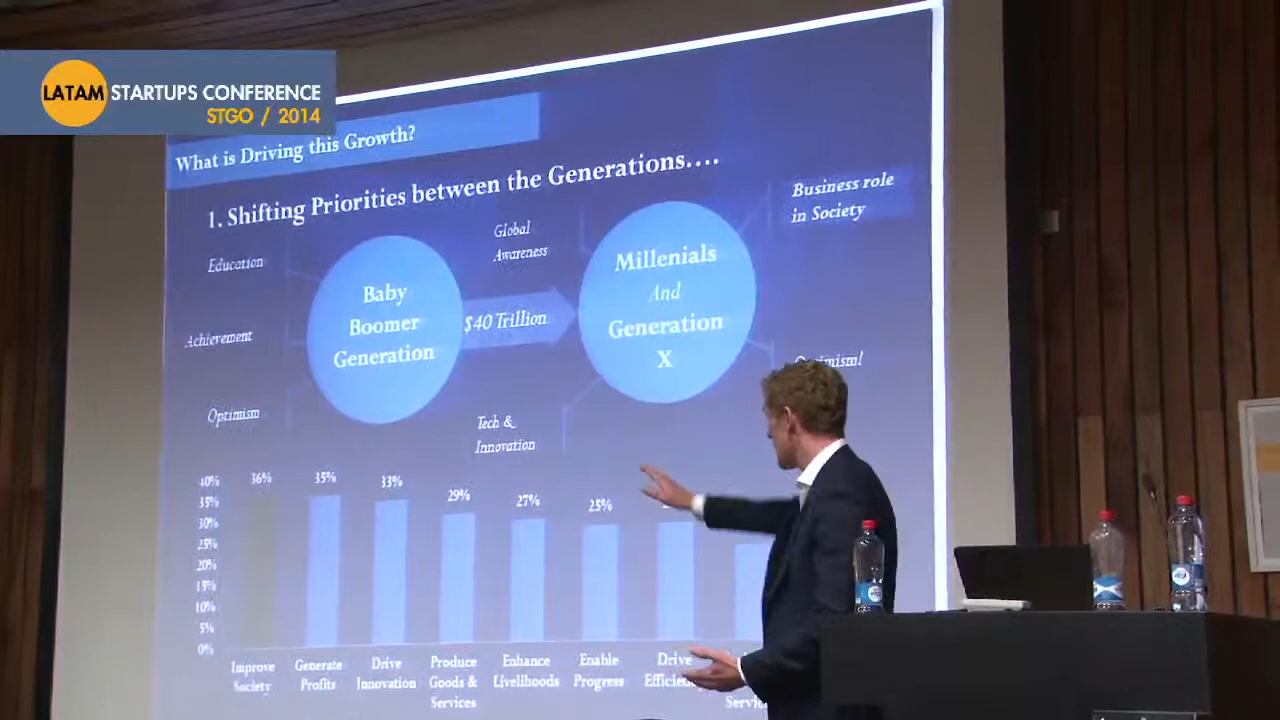 LATAM STARTUPS CONFERENCE
STGO / 2014
What is Driving this Growth?
1. Shifting Priorities between the Generations....
Education
Achievement
Optimism
Baby
Boomer
Generation
Global
Awareness
$40 Trillion
Tech &
Innovation
Millenials
And
Generation
X
Business role
in Society
40%
35%
30%
25%
20%
15%
10%
5%
0%
36%
35%
33%
29%
27%
25%
Improve
Society
Generate
Profits
Drive
Innovation
Produce
Goods &
Services
Enhance
Livelihoods
Enable
Progress
Drive